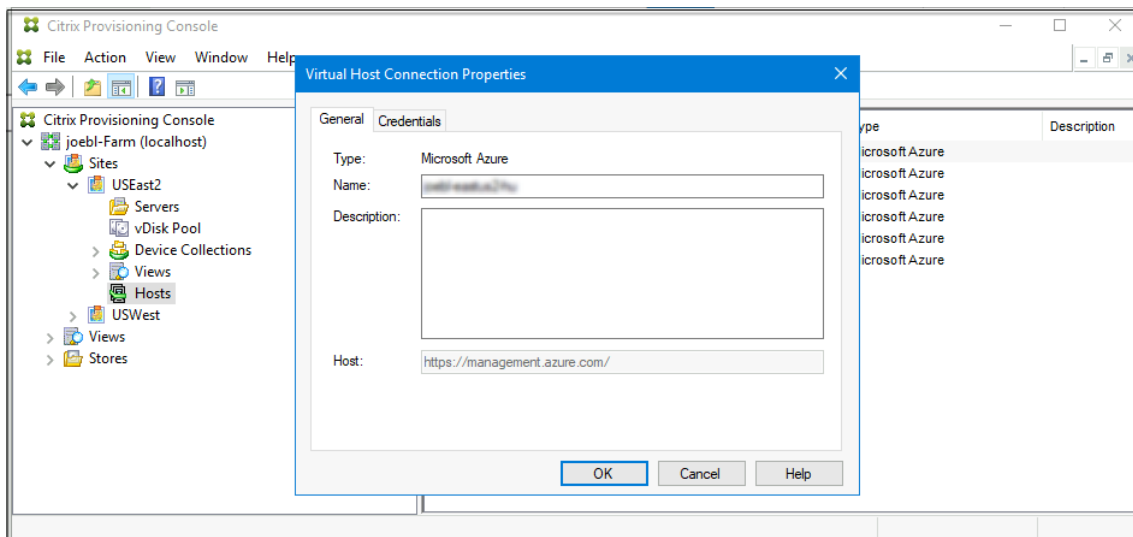 Citrix Provisioning Console
File Action View Window Help
Citrix Provisioning Console
joebl-Farm (localhost)
Sites
USEast2
Servers
vDisk Pool
Device Collections
Views
Hosts
USWest
Views
Stores
Virtual Host Connection Properties
General Credentials
Type: Microsoft Azure
Name:
Description:
Host: https://management.azure.com/
OK Cancel Help
ype Description
icrosoft Azure
icrosoft Azure
icrosoft Azure
icrosoft Azure
icrosoft Azure
icrosoft Azure